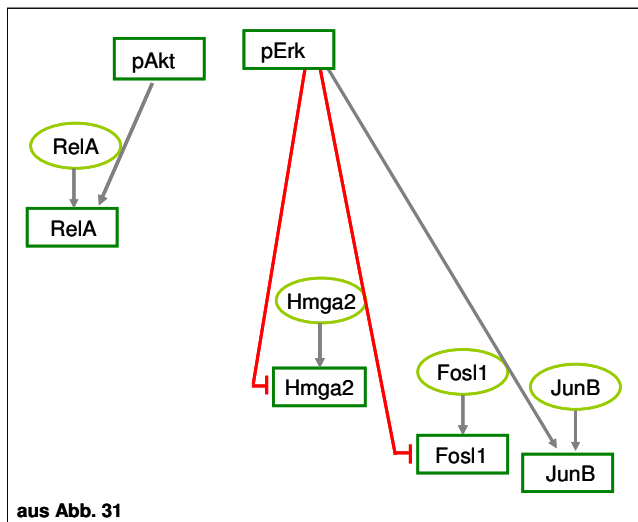 pAkt
pErk
RelA
RelA
Hmga2
Hmga2
Fosl1
JunB
Fosl1
JunB
aus Abb. 31